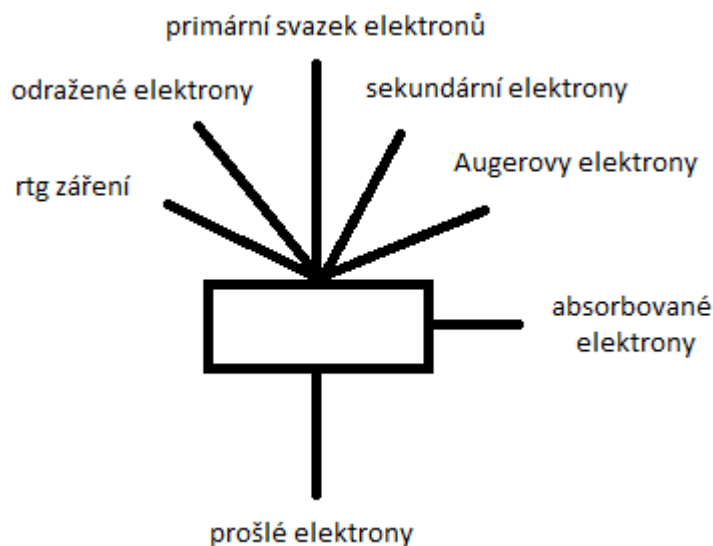 primární svazek elektronů
odražené elektrony
sekundární elektrony
Augerovy elektrony
rtg záření
absorbované
elektrony
prošlé elektrony